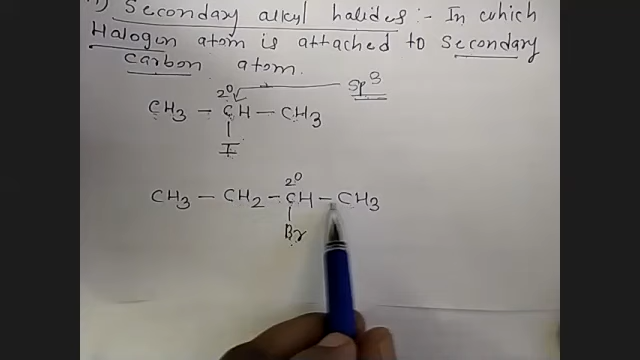 Secondary alkyl halides :- In which
Halogen atom is attached to Secondary
Carbon atom.
2° sp3
CH3 - CH - CH3
I
2°
CH3 - CH2 - CH - CH3
Br